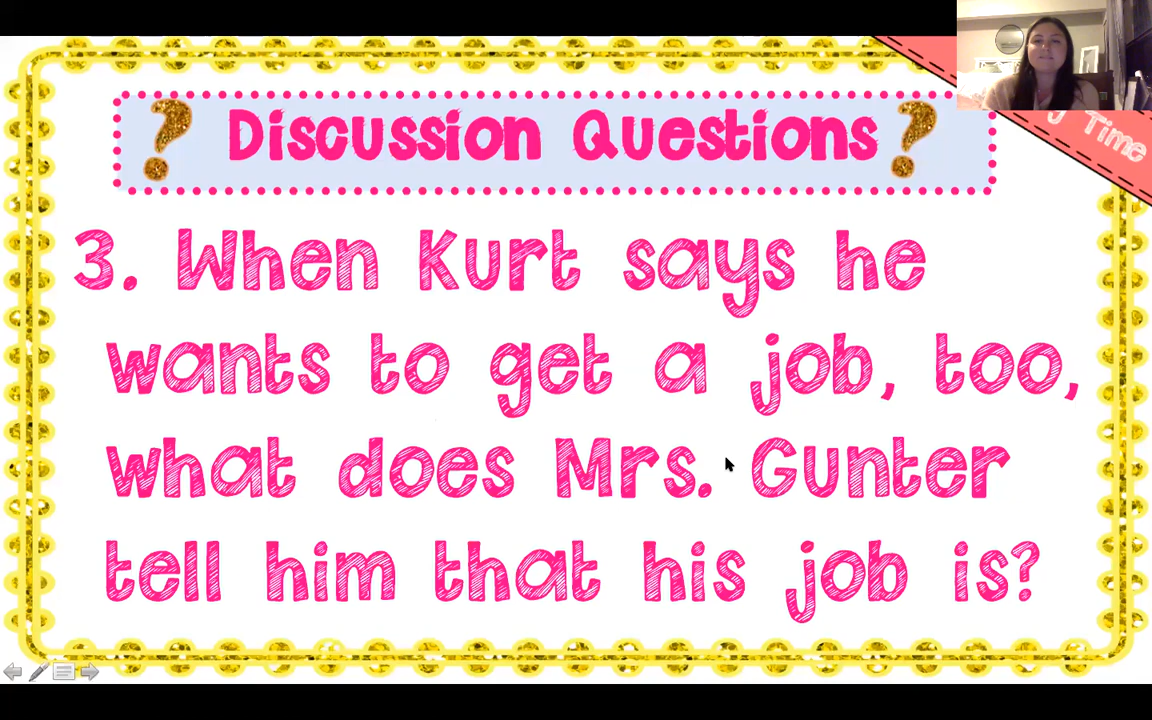 Discussion Questions
Time
3. When Kurt says he
wants to get a job, too,
what does Mrs. Gunter
tell him that his job is?